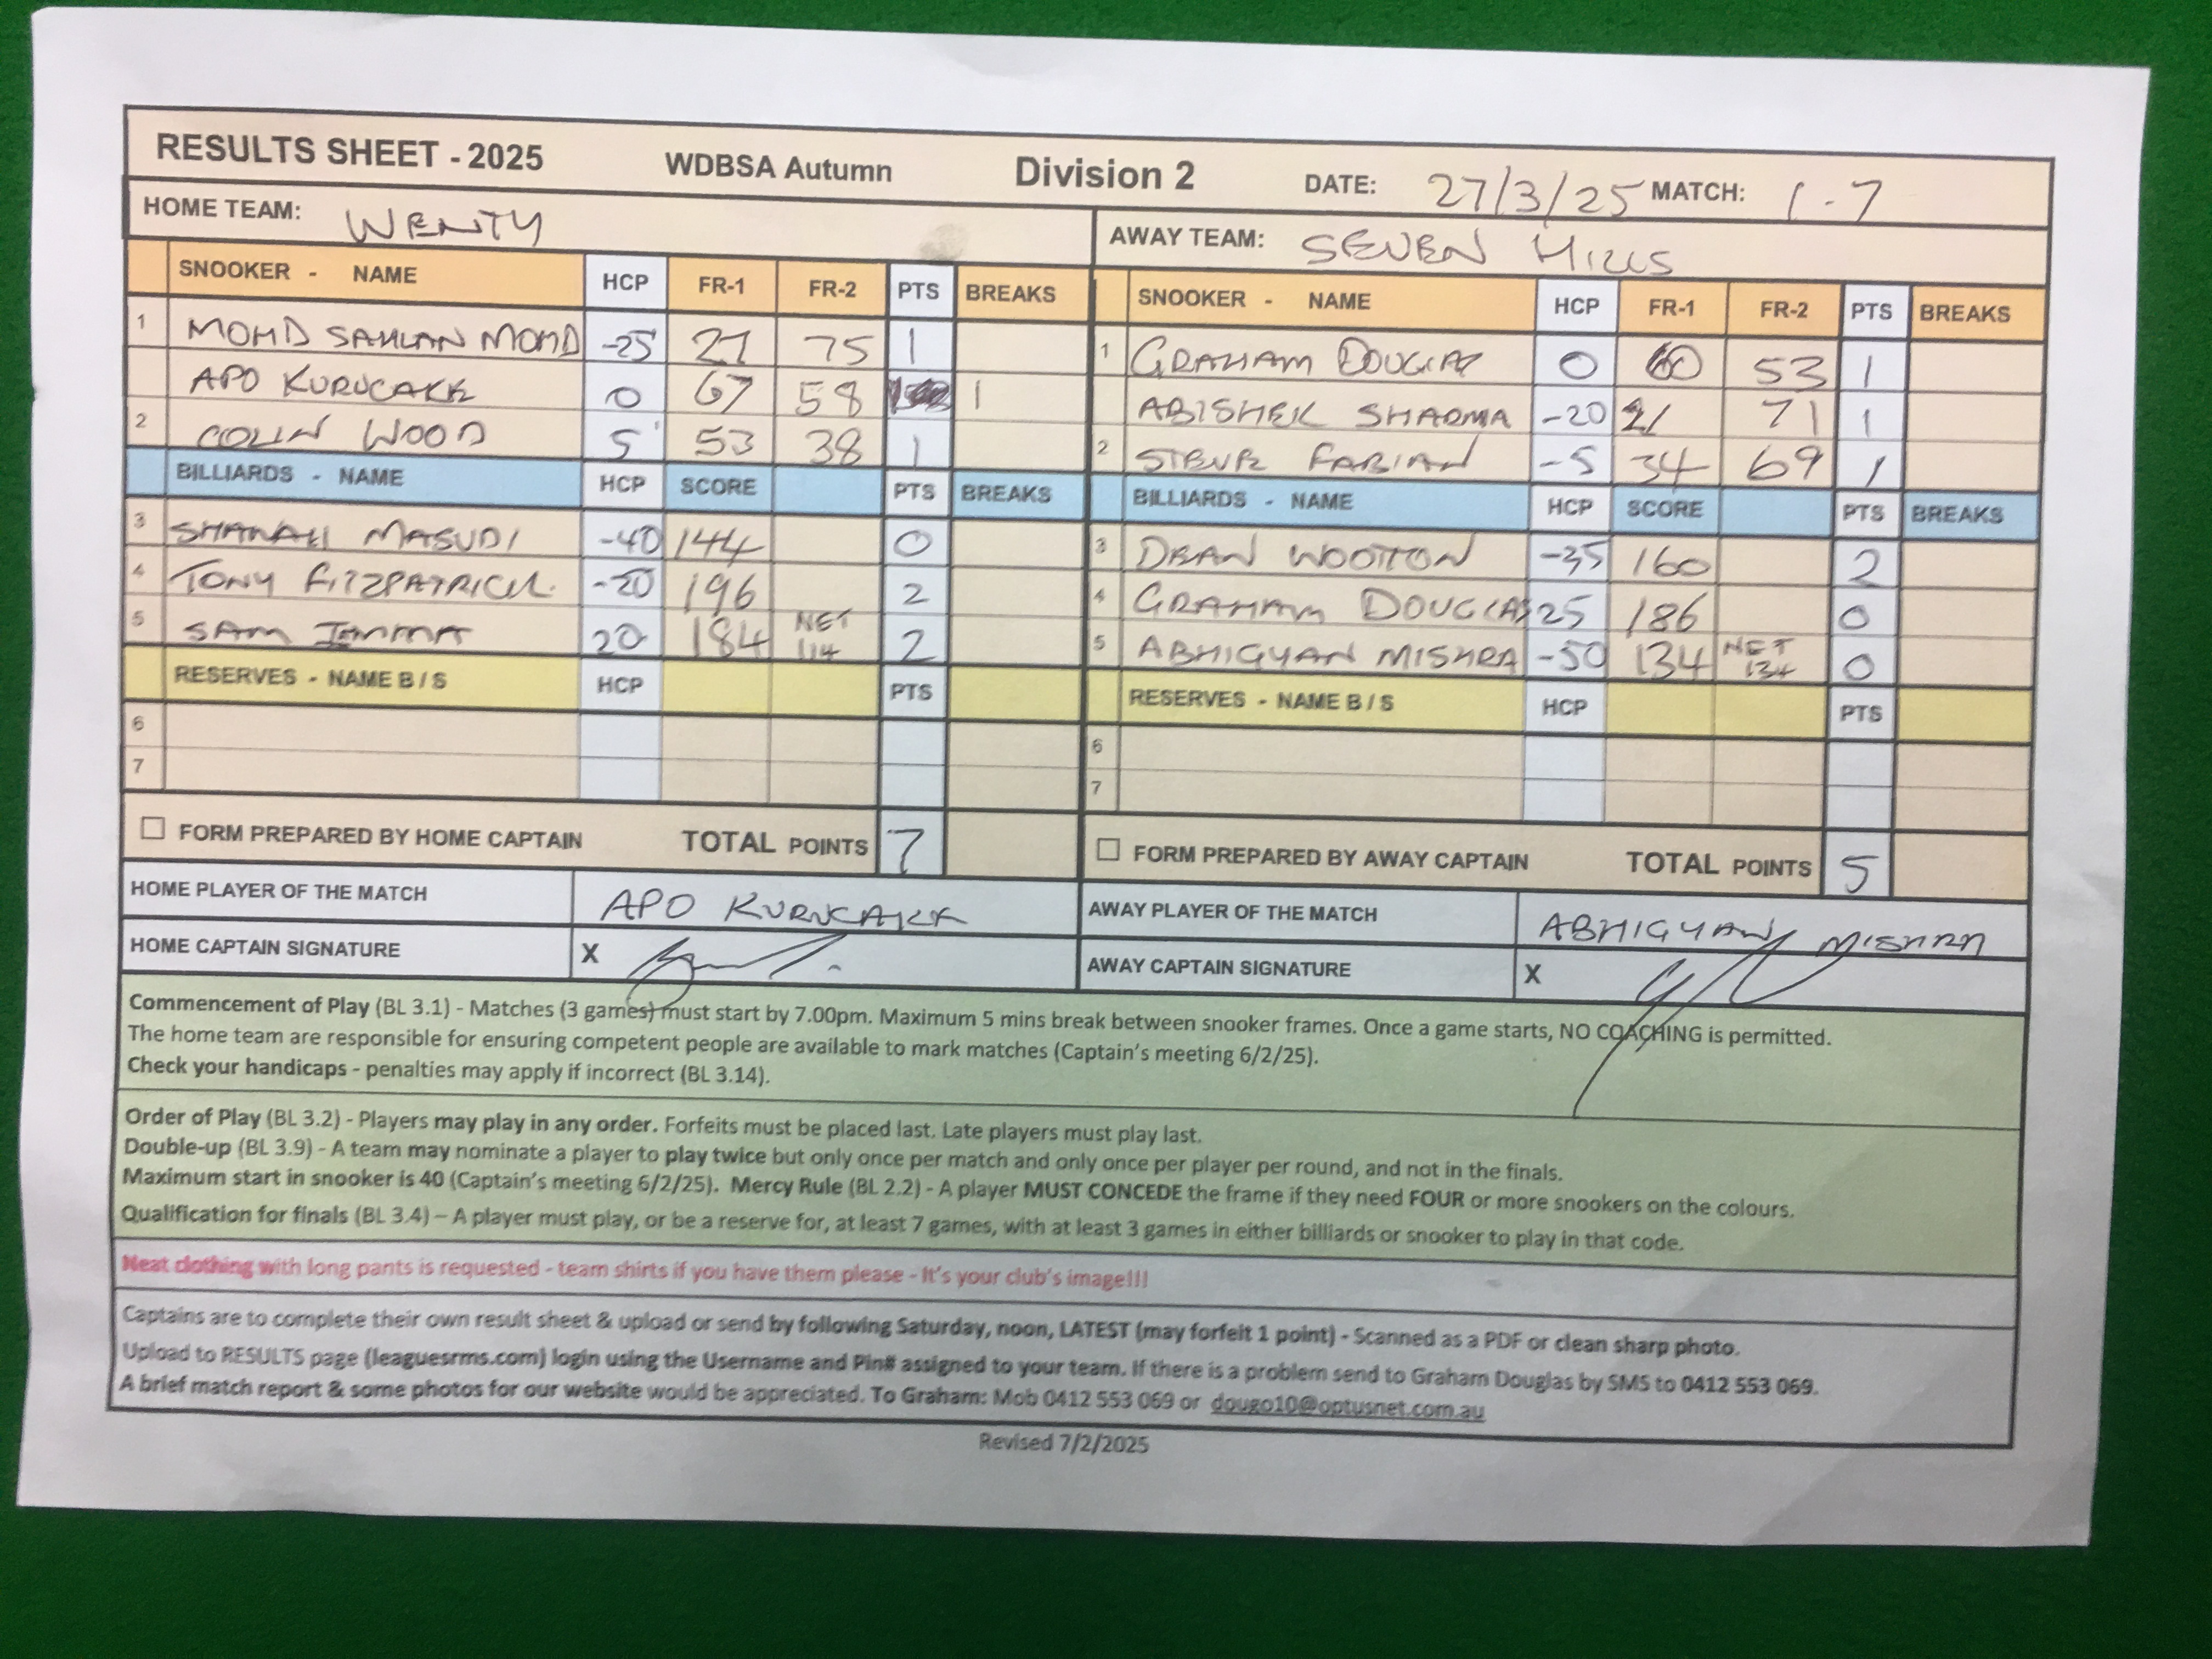 RESULTS SHEET - 2025 WDBSA Autumn Division 2 DATE: 27/3/25 MATCH: 1-7
HOME TEAM: WENTY AWAY TEAM: SEVEN HILLS
SNOOKER - NAME HCP FR-1 FR-2 PTS BREAKS SNOOKER - NAME HCP FR-1 FR-2 PTS BREAKS
1 MOHD SAHLAN MOHD -25 27 75 1 1 GRAHAM DOUGLAS 0 60 53 1
APO KURUCAKK 0 67 58 1 ABISHEK SHARMA -20 21 71 1
2 COLIN WOOD 5 53 38 1 2 STEVE FABIAN -5 34 69 1
BILLIARDS - NAME HCP SCORE PTS BREAKS BILLIARDS - NAME HCP SCORE PTS BREAKS
3 MASUDI -40 144 0 3 DEAN WOOTTON -35 160 2
4 TONY FITZPATRICK -20 196 2 4 GRAHAM DOUGLAS 25 186 0
5 SAM 20 184 NET 2 5 ABHIGYAN MISHRA -50 134 NET 134 0
RESERVES - NAME B / S HCP PTS RESERVES - NAME B / S HCP PTS
6 6
7 7
FORM PREPARED BY HOME CAPTAIN TOTAL POINTS 7 FORM PREPARED BY AWAY CAPTAIN TOTAL POINTS 5
HOME PLAYER OF THE MATCH APO KURUCAKK AWAY PLAYER OF THE MATCH ABHIGYAN MISHRA
HOME CAPTAIN SIGNATURE X AWAY CAPTAIN SIGNATURE X
Commencement of Play (BL 3.1) - Matches (3 games) must start by 7.00pm. Maximum 5 mins break between snooker frames. Once a game starts, NO COACHING is permitted.
The home team are responsible for ensuring competent people are available to mark matches (Captain's meeting 6/2/25).
Check your handicaps - penalties may apply if incorrect (BL 3.14).
Order of Play (BL 3.2) - Players may play in any order. Forfeits must be placed last. Late players must play last.
Double-up (BL 3.9) - A team may nominate a player to play twice but only once per match and only once per player per round, and not in the finals.
Maximum start in snooker is 40 (Captain's meeting 6/2/25). Mercy Rule (BL 2.2) - A player MUST CONCEDE the frame if they need FOUR or more snookers on the colours.
Qualification for finals (BL 3.4) – A player must play, or be a reserve for, at least 7 games, with at least 3 games in either billiards or snooker to play in that code.
Neat clothing with long pants is requested - team shirts if you have them please - It's your club's image!!!
Captains are to complete their own result sheet & upload or send by following Saturday, noon, LATEST (may forfeit 1 point) - Scanned as a PDF or clean sharp photo.
Upload to RESULTS page (leaguesrms.com) login using the Username and Pin# assigned to your team. If there is a problem send to Graham Douglas by SMS to 0412 553 069.
A brief match report & some photos for our website would be appreciated. To Graham: Mob 0412 553 069 or dougo10@optusnet.com.au
Revised 7/2/2025